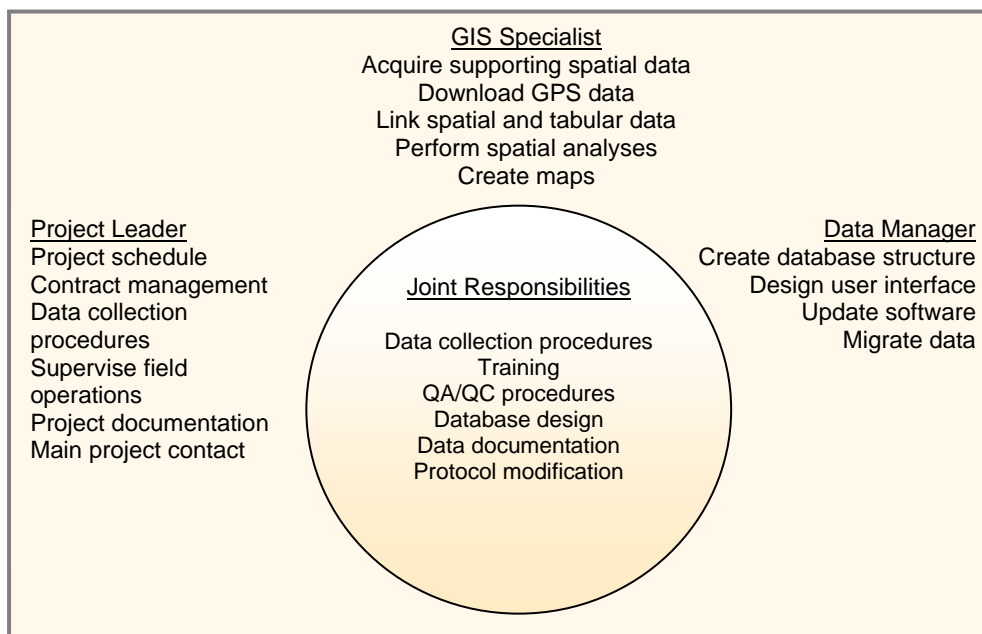 GIS Specialist
Acquire supporting spatial data
Download GPS data
Link spatial and tabular data
Perform spatial analyses
Create maps
Project Leader
Project schedule
Contract management
Data collection
procedures
Supervise field
operations
Project documentation
Main project contact
Joint Responsibilities
Data collection procedures
Training
QA/QC procedures
Database design
Data documentation
Protocol modification
Data Manager
Create database structure
Design user interface
Update software
Migrate data